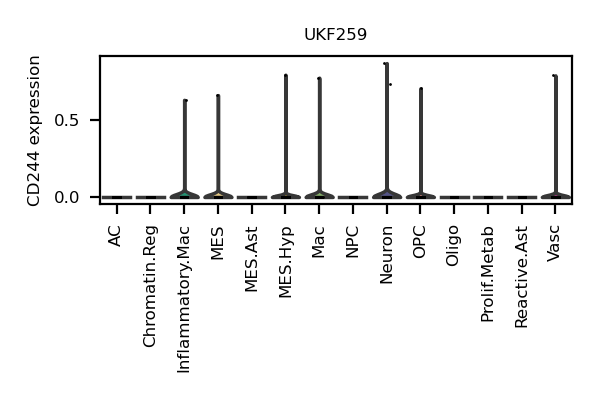 UKF259
CD244 expression
0.5
0.0
AC
Chromatin.Reg
Inflammatory.Mac
MES
MES.Ast
MES.Hyp
Mac
NPC
Neuron
OPC
Oligo
Prolif.Metab
Reactive.Ast
Vasc